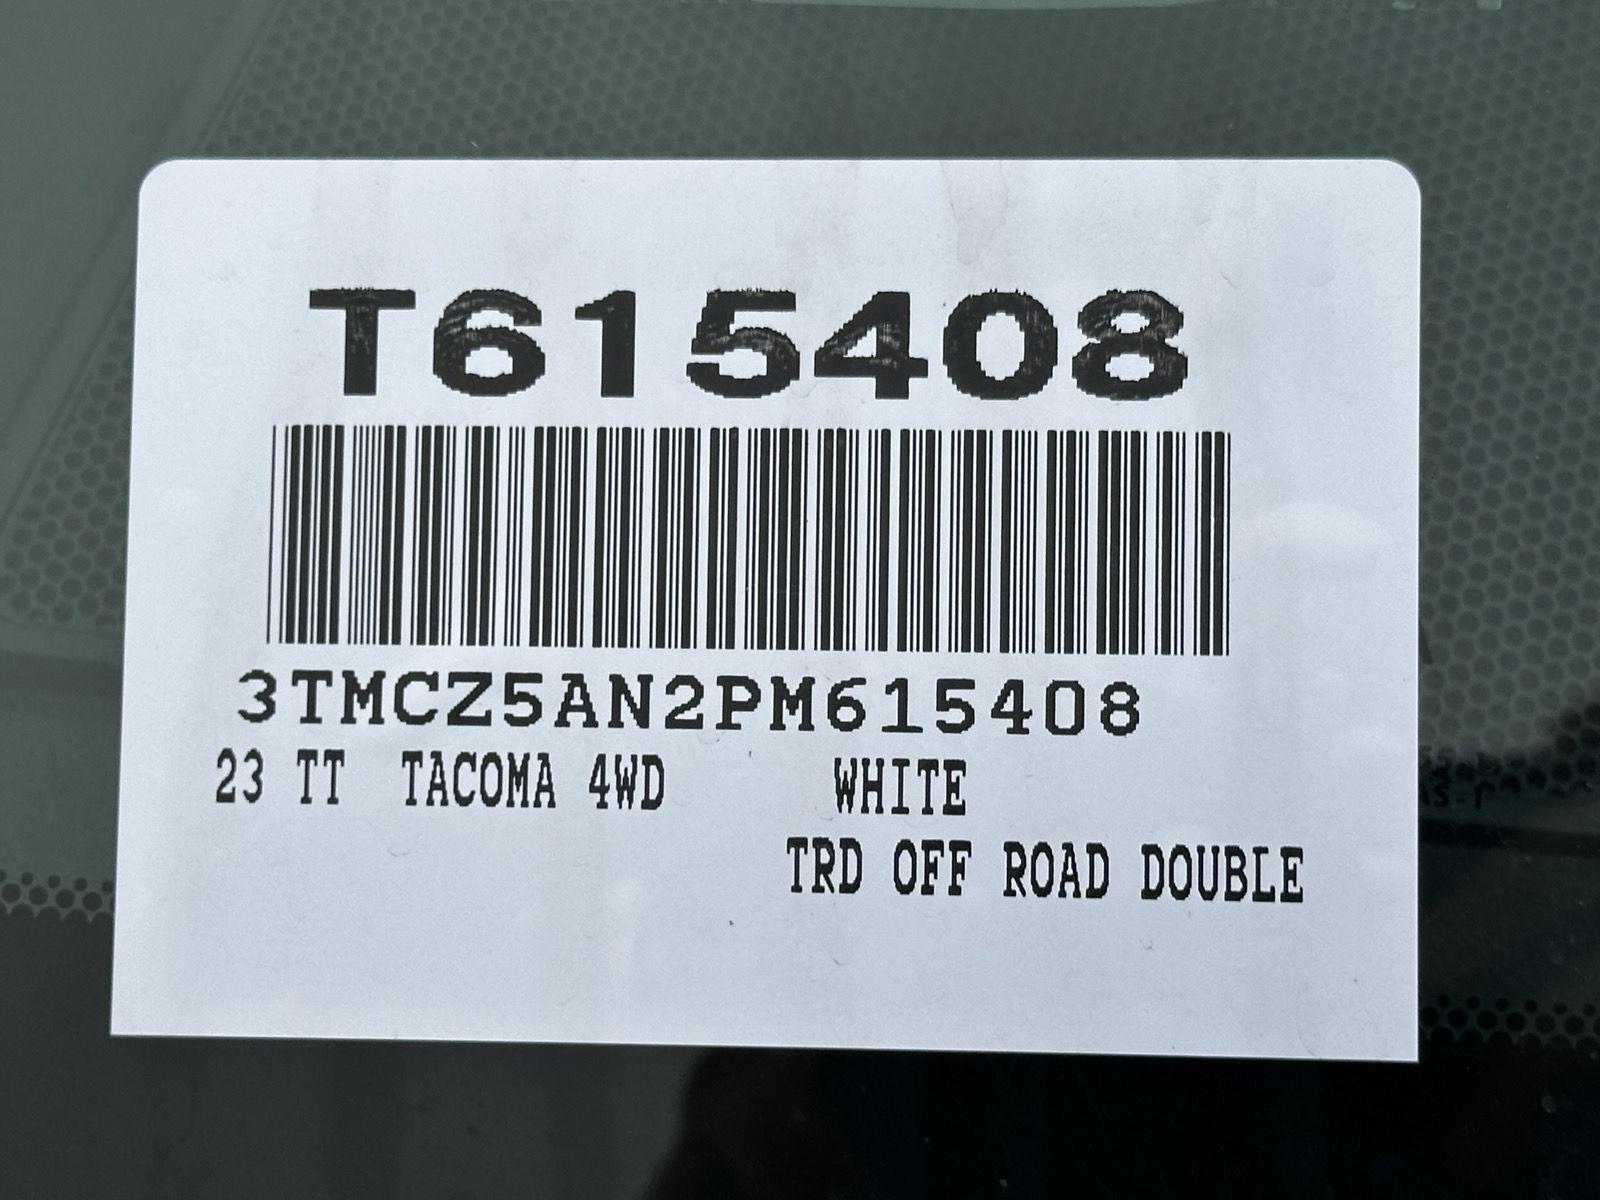 T615408
3TMCZ5AN2PM615408
23 TT TACOMA 4WD WHITE
TRD OFF ROAD DOUBLE